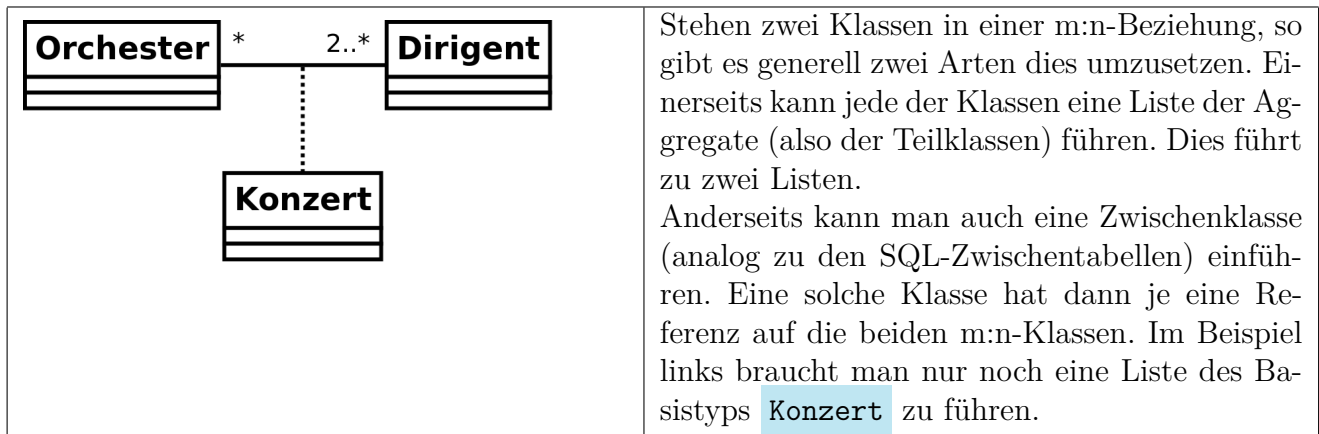 Orchester * 2..* Dirigent
Konzert
Stehen zwei Klassen in einer m:n-Beziehung, so
gibt es generell zwei Arten dies umzusetzen. Ei-
nerseits kann jede der Klassen eine Liste der Ag-
gregate (also der Teilklassen) führen. Dies führt
zu zwei Listen.
Anderseits kann man auch eine Zwischenklasse
(analog zu den SQL-Zwischentabellen) einfüh-
ren. Eine solche Klasse hat dann je eine Re-
ferenz auf die beiden m:n-Klassen. Im Beispiel
links braucht man nur noch eine Liste des Ba-
sistyps Konzert zu führen.